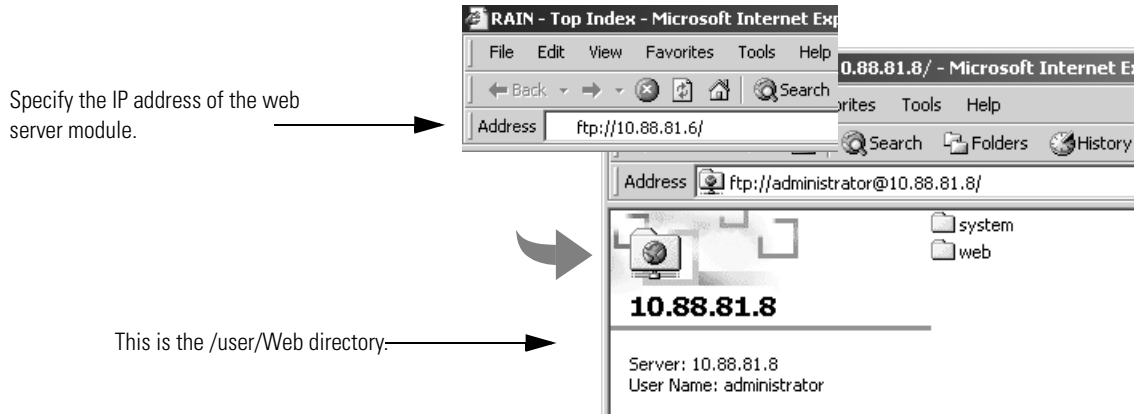 RAIN - Top Index - Microsoft Internet Exp
File Edit View Favorites Tools Help
Back Search
Address ftp://10.88.81.6/
Specify the IP address of the web
server module.
0.88.81.8/ - Microsoft Internet E
orites Tools Help
Search Folders History
Address ftp://administrator@10.88.81.8/
system
web
10.88.81.8
This is the /user/Web directory.
Server: 10.88.81.8
User Name: administrator